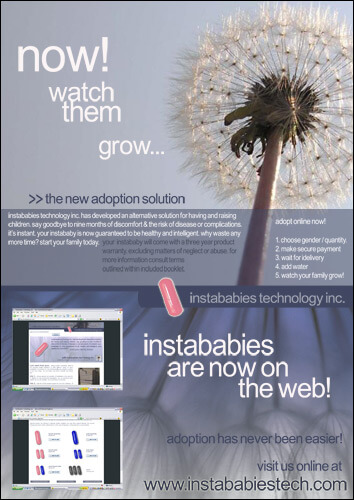 now!
watch
them
grow...
>> the new adoption solution
Instababies technology inc. has developed an alternative solution for having and raising
children. say goodbye to nine months of discomfort & the risk of disease or complications.
it's instant. your instababy is now guaranteed to be healthy and intelligent. why waste any
more time? start your family today. your instababy will come with a three year product
warranty, excluding matters of neglect or abuse. for
more information consult terms
outlined within included booklet.
adopt online now!
1. choose gender / quantity.
2. make secure payment
3. wait for idelivery
4. add water
5. watch your family grow!
instababies technology inc.
instababies
are now on
the web!
adoption has never been easier!
visit us online at
www.instababiestech.com